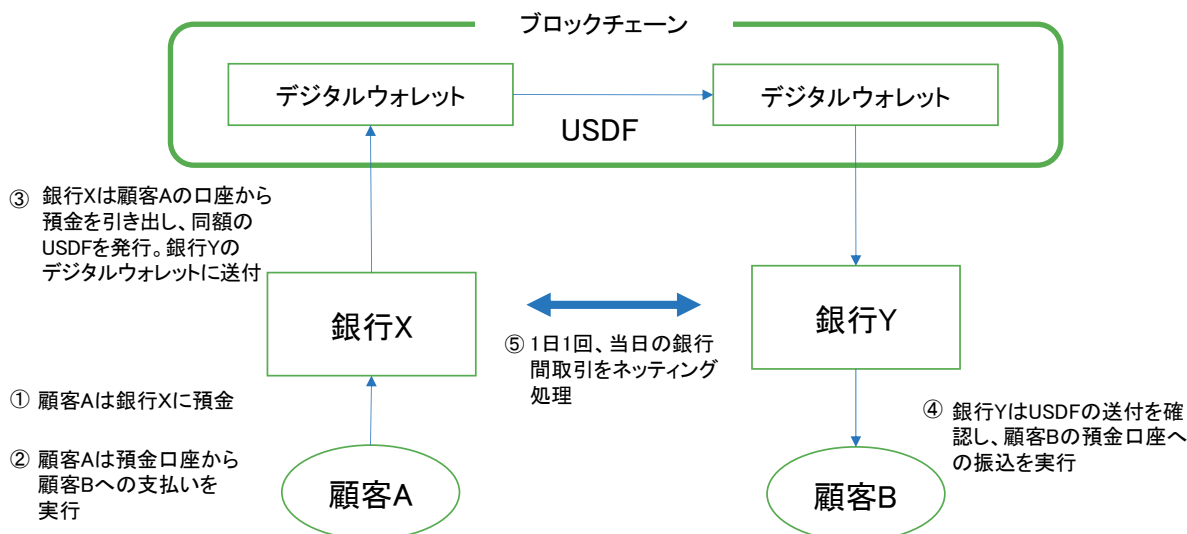 ブロックチェーン
デジタルウォレット
デジタルウォレット
USDF
③ 銀行Xは顧客Aの口座から
預金を引き出し、同額の
USDFを発行。銀行Yの
デジタルウォレットに送付
銀行X
銀行Y
⑤ 1日1回、当日の銀行
間取引をネッティング
処理
① 顧客Aは銀行Xに預金
② 顧客Aは預金口座から
顧客Bへの支払いを
実行
④ 銀行YはUSDFの送付を確
認し、顧客Bの預金口座へ
の振込を実行
顧客A
顧客B